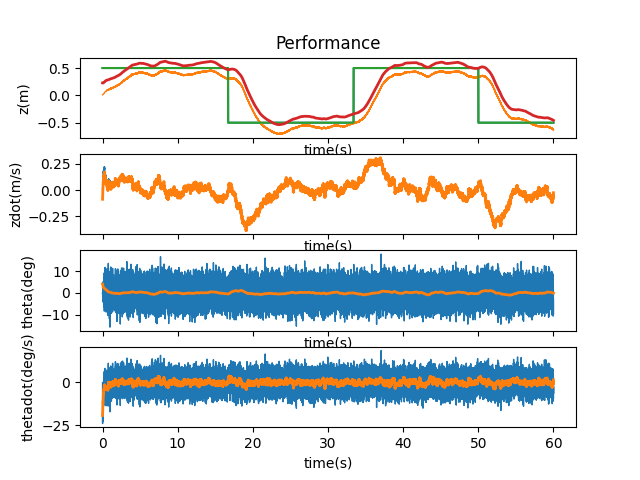 Performance
0.5
0.0
−0.5
z(m)
time(s)
0.25
0.00
−0.25
zdot(m/s)
time(s)
10
0
−10
theta(deg)
time(s)
0
−25
thetadot(deg/s)
0 10 20 30 40 50 60
time(s)